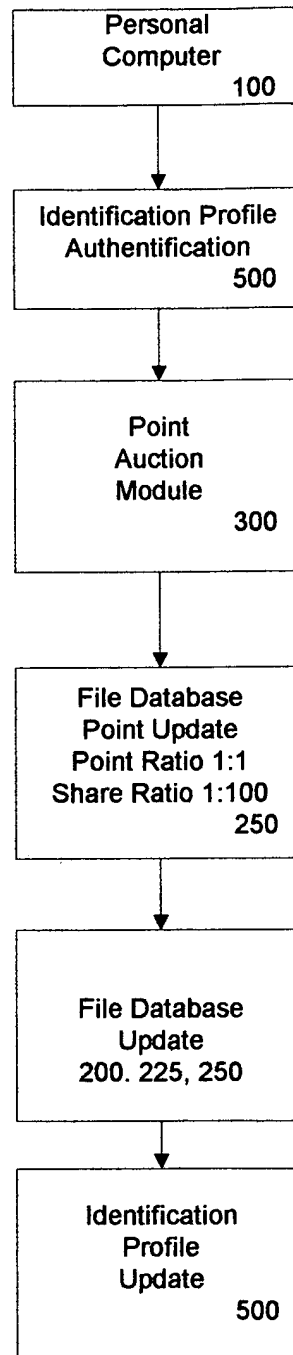 Personal
Computer
100
Identification Profile
Authentification
500
Point
Auction
Module
300
File Database
Point Update
Point Ratio 1:1
Share Ratio 1:100
250
File Database
Update
200. 225, 250
Identification
Profile
Update
500